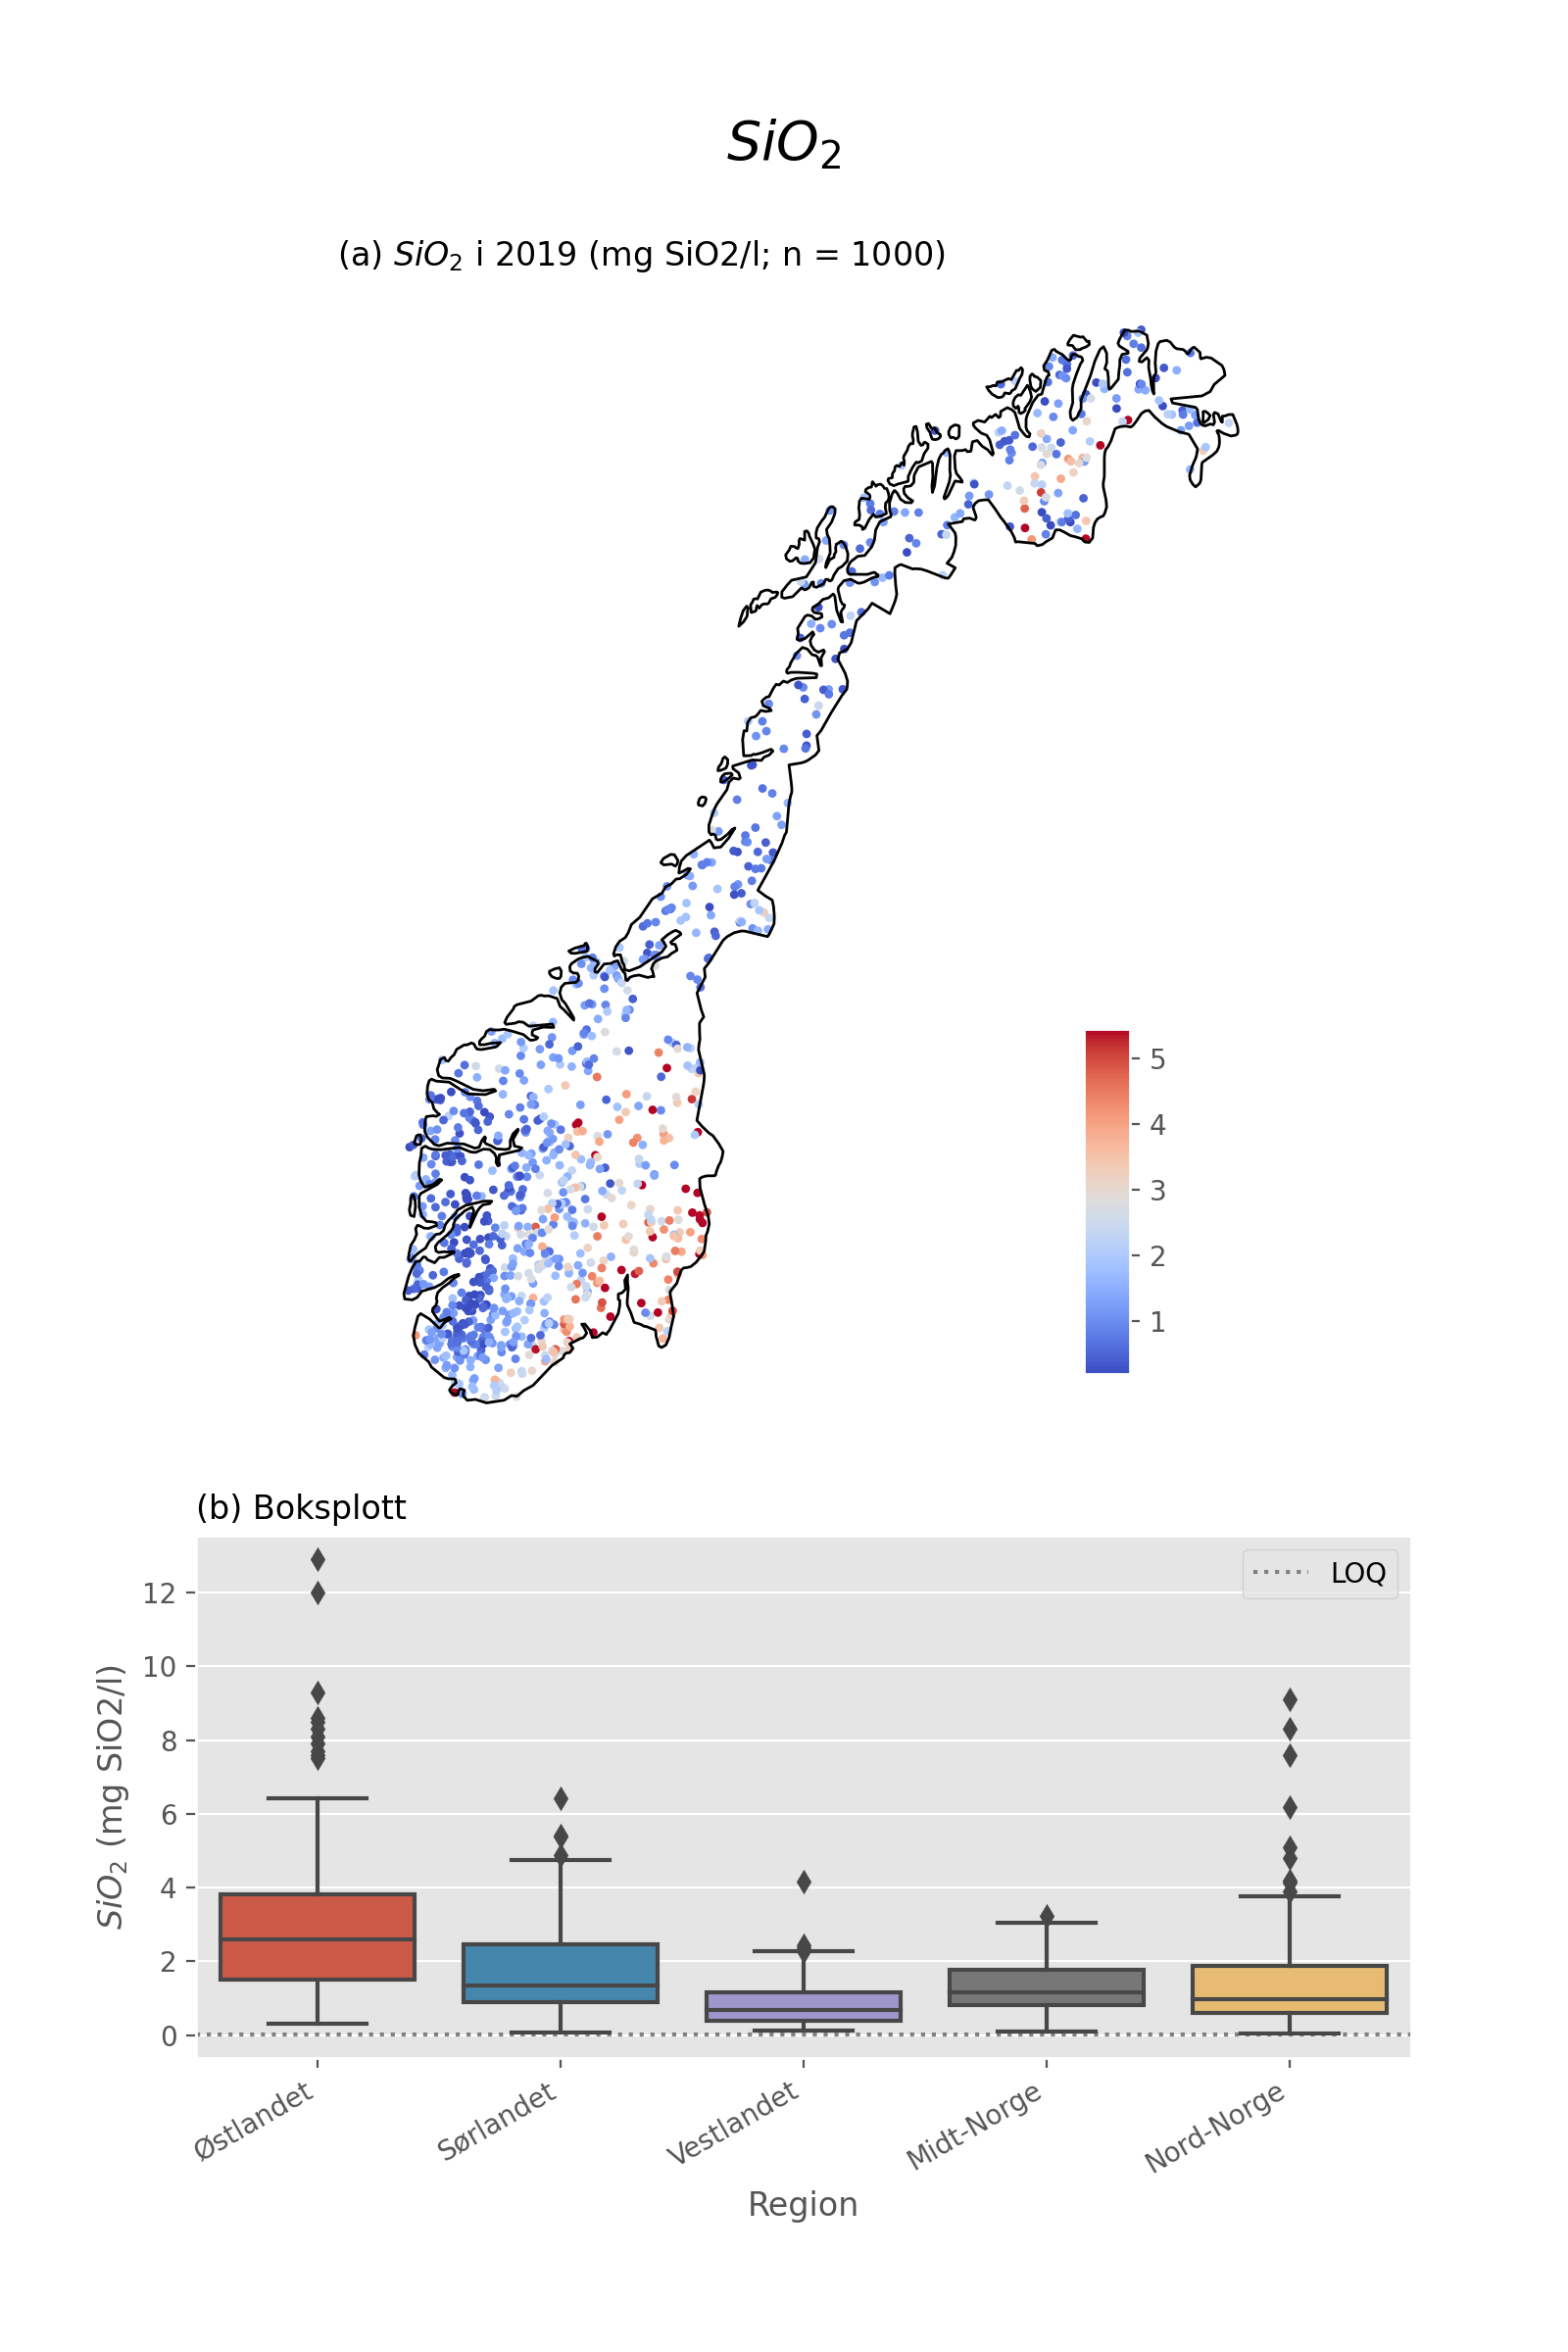 SiO₂
(a) SiO₂ i 2019 (mg SiO2/l; n = 1000)
5
4
3
2
1
(b) Boksplott
LOQ
12
10
8
6
4
2
0
SiO₂ (mg SiO2/l)
Østlandet
Sørlandet
Vestlandet
Midt-Norge
Nord-Norge
Region